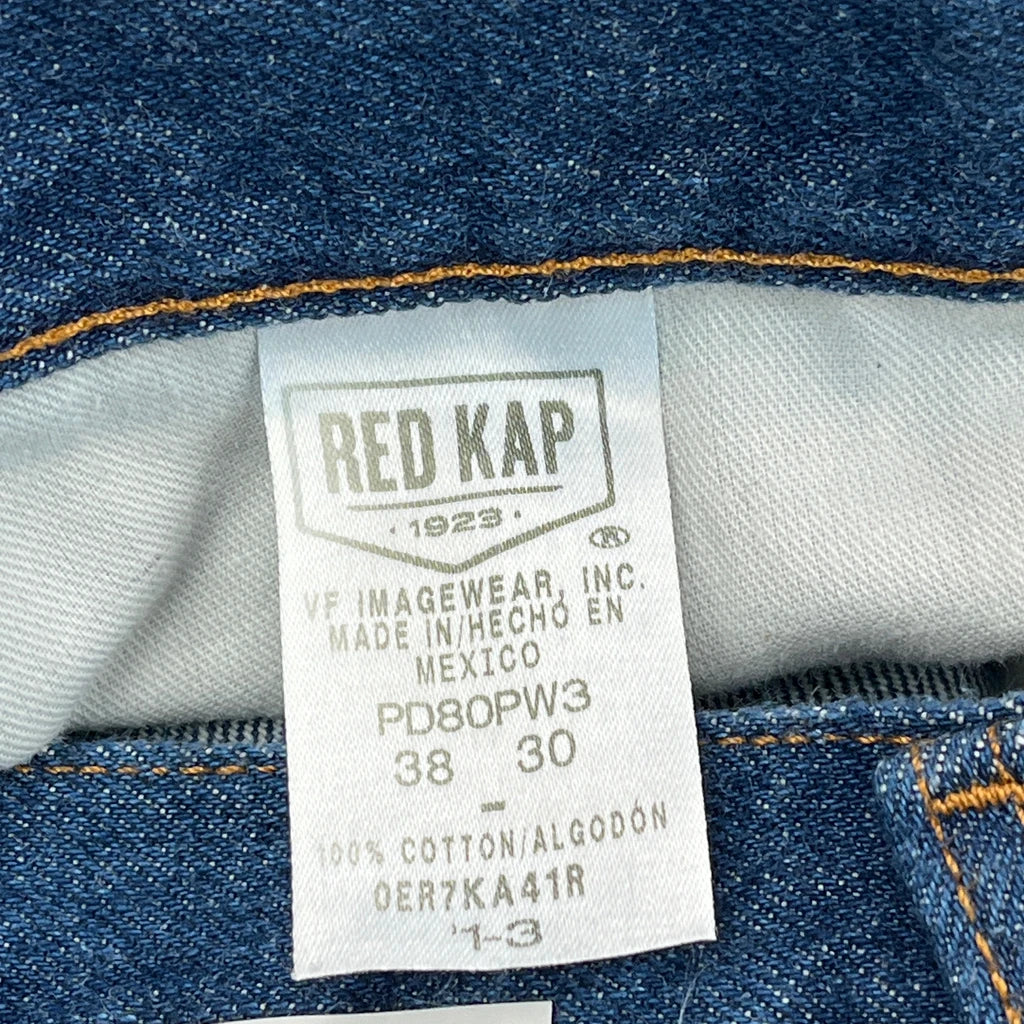 RED KAP
· 1923 ·
®
VF IMAGEWEAR, INC.
MADE IN/HECHO EN
MEXICO
PD80PW3
38 30
-
100% COTTON/ALGODÓN
0ER7KA41R
'1-3